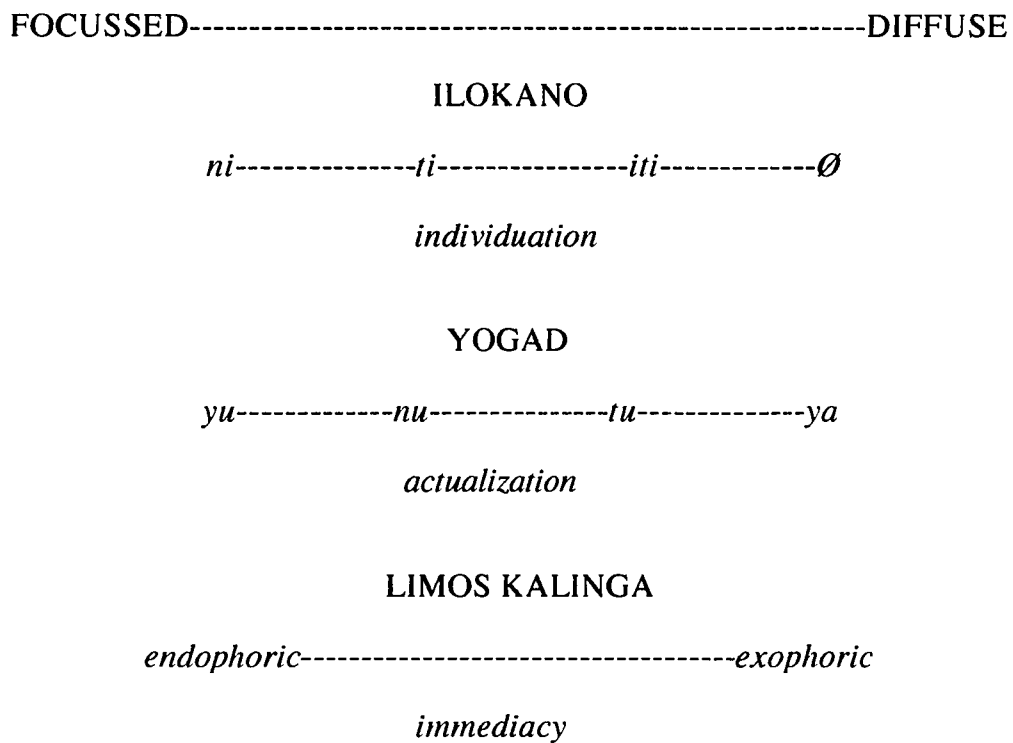 FOCUSSED--------------------------------------------------------DIFFUSE
ILOKANO
ni---------------ti----------------iti-------------Ø
individuation
YOGAD
yu-------------nu---------------tu--------------ya
actualization
LIMOS KALINGA
endophoric------------------------------------exophoric
immediacy